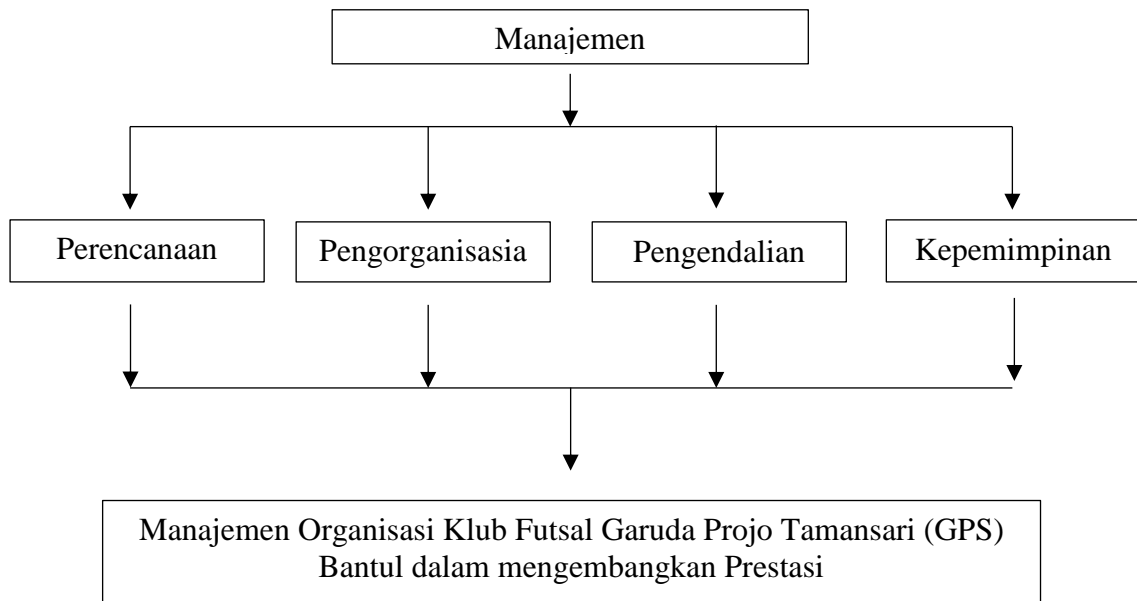 Manajemen
Perencanaan
Pengorganisasia
Pengendalian
Kepemimpinan
Manajemen Organisasi Klub Futsal Garuda Projo Tamansari (GPS)
Bantul dalam mengembangkan Prestasi